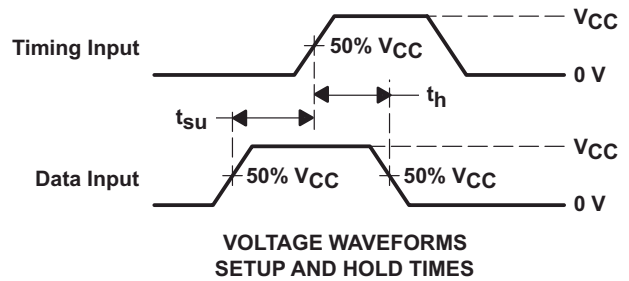 Timing Input
50% VCC
VCC
0 V
tsu
th
Data Input
50% VCC
50% VCC
VCC
0 V
VOLTAGE WAVEFORMS
SETUP AND HOLD TIMES